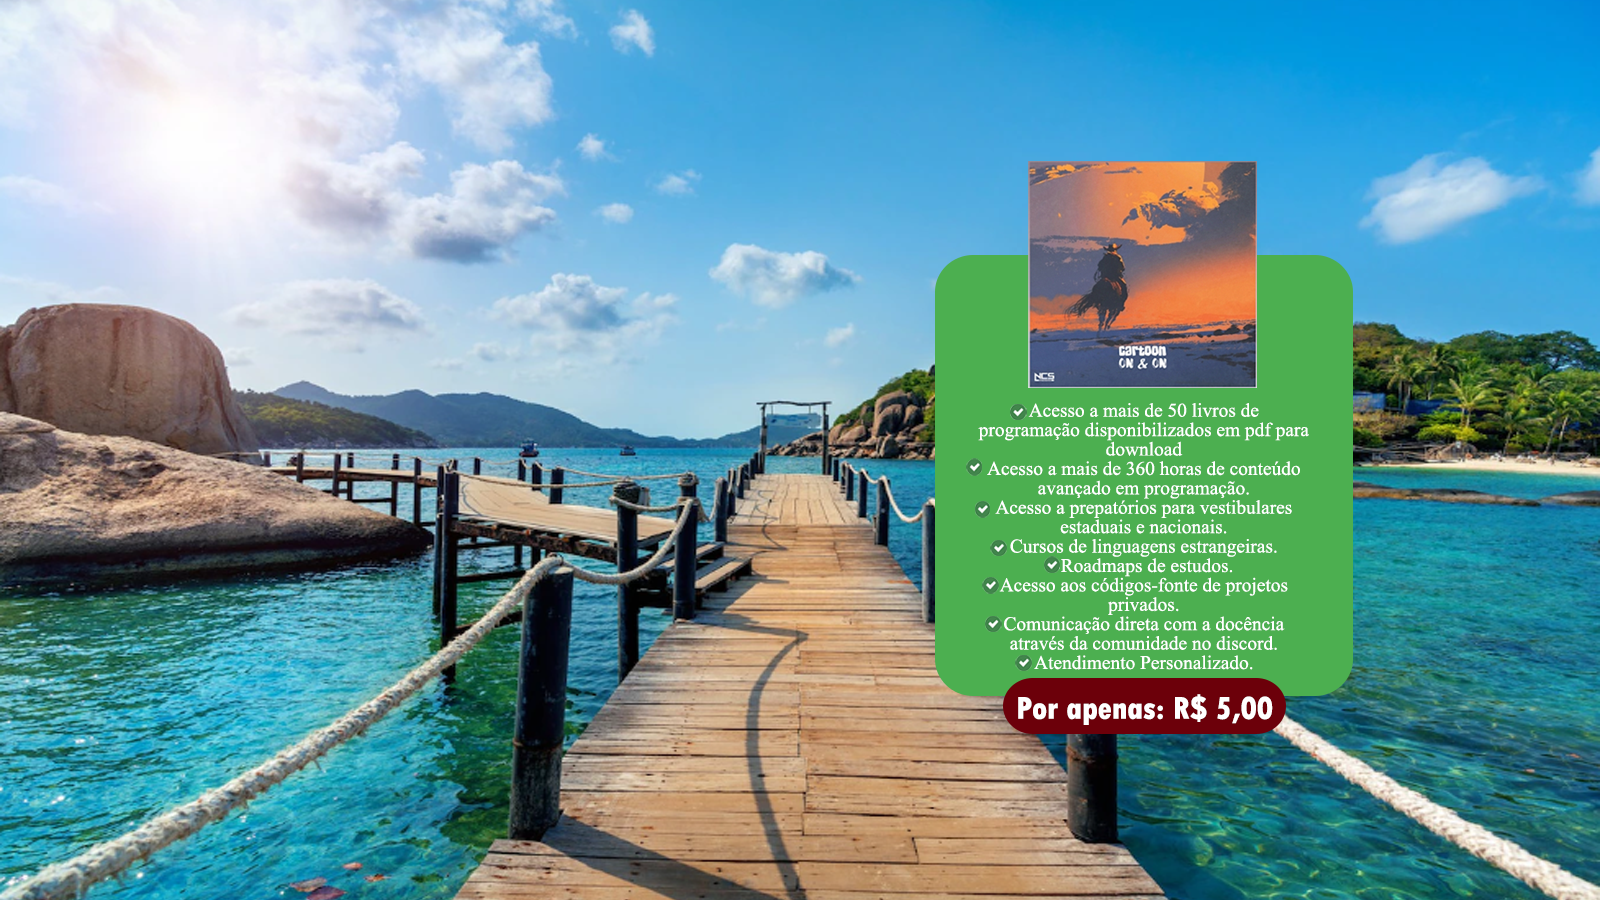 cartoon
ON & ON
NCS
Acesso a mais de 50 livros de
programação disponibilizados em pdf para
download
Acesso a mais de 360 horas de conteúdo
avançado em programação.
Acesso a prepatórios para vestibulares
estaduais e nacionais.
Cursos de linguagens estrangeiras.
Roadmaps de estudos.
Acesso aos códigos-fonte de projetos
privados.
Comunicação direta com a docência
através da comunidade no discord.
Atendimento Personalizado.
Por apenas: R$ 5,00